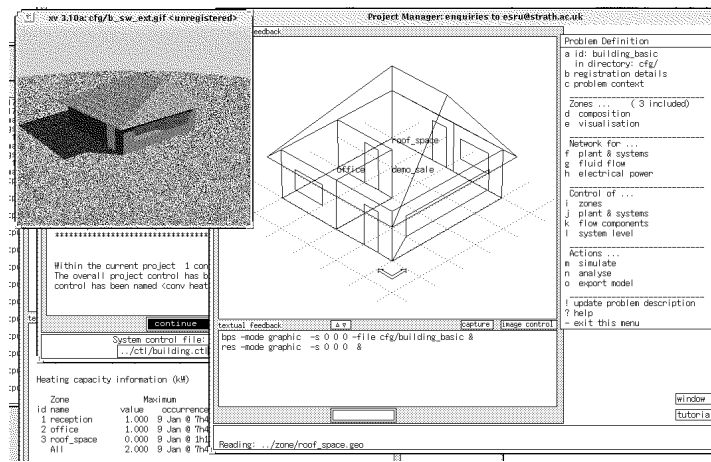 xv 3.10a: cfg/b_sw_ext.gif <unregistered>
Project Manager: enquiries to esru@strath.ac.uk
feedback
roof_space
office
demo_sale
Problem Definition
a id: building_basic
in directory: cfg/
b registration details
c problem context
Zones ... ( 3 included)
d composition
e visualisation
Network for ...
f plant & systems
g fluid flow
h electrical power
Control of ...
i zones
j plant & systems
k flow components
l system level
Actions ...
m simulate
n analyse
o export model
! update problem description
? help
- exit this menu
window
tutoria
Within the current project 1 con
The overall project control has b
control has been named <conv heat
continue
System control file:
../ctl/building.ctl
textual feedback
capture
image control
bps -mode graphic -s 0 0 0 -file cfg/building_basic &
res -mode graphic -s 0 0 0 &
Heating capacity information (kW)
Zone Maximum
id name value occurrence
1 reception 1.000 9 Jan @ 7h4
2 office 1.000 9 Jan @ 7h4
3 roof_space 0.000 9 Jan @ 1h1
All 2.000 9 Jan @ 7h4
Reading: ../zone/roof_space.geo